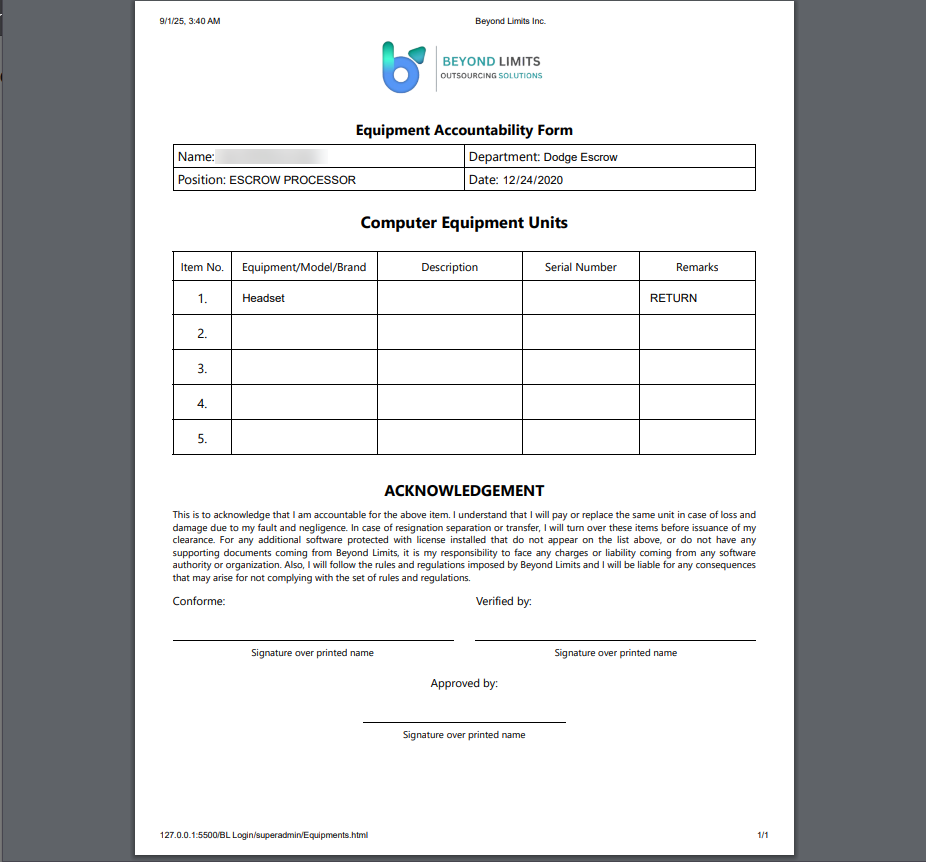 9/1/25, 3:40 AM Beyond Limits Inc.
BEYOND LIMITS
OUTSOURCING SOLUTIONS
Equipment Accountability Form
Name: Department: Dodge Escrow
Position: ESCROW PROCESSOR Date: 12/24/2020
Computer Equipment Units
Item No. Equipment/Model/Brand Description Serial Number Remarks
1. Headset RETURN
2.
3.
4.
5.
ACKNOWLEDGEMENT
This is to acknowledge that I am accountable for the above item. I understand that I will pay or replace the same unit in case of loss and
damage due to my fault and negligence. In case of resignation separation or transfer, I will turn over these items before issuance of my
clearance. For any additional software protected with license installed that do not appear on the list above, or do not have any
supporting documents coming from Beyond Limits, it is my responsibility to face any charges or liability coming from any software
authority or organization. Also, I will follow the rules and regulations imposed by Beyond Limits and I will be liable for any consequences
that may arise for not complying with the set of rules and regulations.
Conforme: Verified by:
Signature over printed name Signature over printed name
Approved by:
Signature over printed name
127.0.0.1:5500/BL Login/superadmin/Equipments.html 1/1